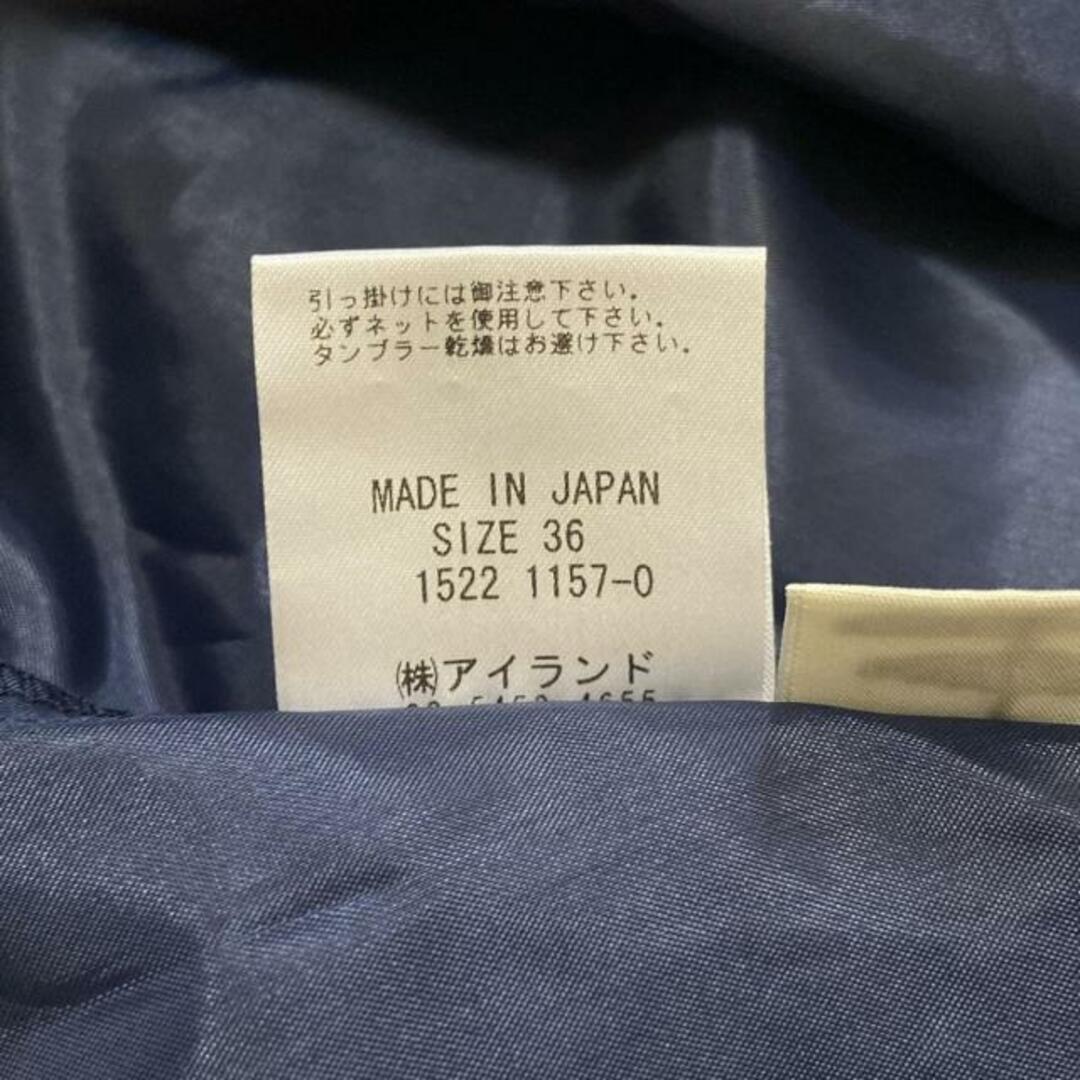 引っ掛けには御注意下さい。
必ずネットを使用して下さい。
タンブラー乾燥はお避け下さい。
MADE IN JAPAN
SIZE 36
1522 1157-0
㈱アイランド